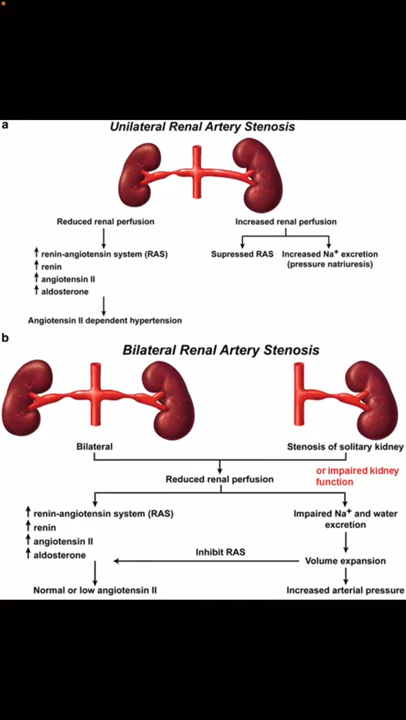 a
Unilateral Renal Artery Stenosis
Reduced renal perfusion
Increased renal perfusion
↑ renin-angiotensin system (RAS)
↑ renin
↑ angiotensin II
↑ aldosterone
Supressed RAS
Increased Na+ excretion
(pressure natriuresis)
Angiotensin II dependent hypertension
b
Bilateral Renal Artery Stenosis
Bilateral
Stenosis of solitary kidney
or impaired kidney
function
Reduced renal perfusion
↑ renin-angiotensin system (RAS)
↑ renin
↑ angiotensin II
↑ aldosterone
Impaired Na+ and water
excretion
Inhibit RAS
Volume expansion
Normal or low angiotensin II
Increased arterial pressure